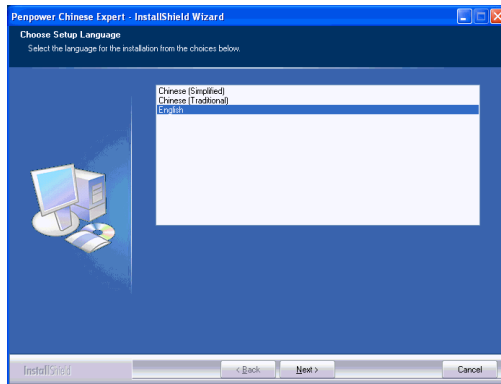 Penpower Chinese Expert - InstallShield Wizard
Choose Setup Language
Select the language for the installation from the choices below.
Chinese (Simplified)
Chinese (Traditional)
English
InstallShield
< Back
Next >
Cancel